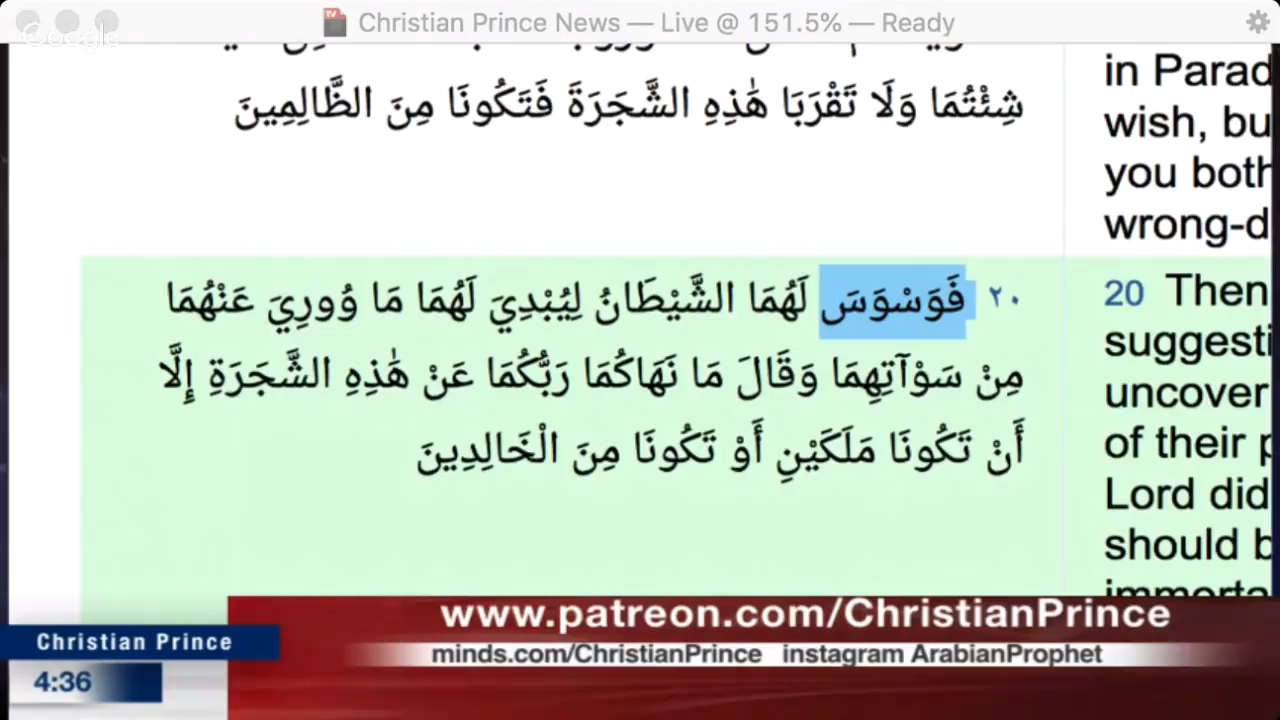 Christian Prince News — Live @ 151.5% — Ready
Google
شِئْتُمَا وَلَا تَقْرَبَا هَٰذِهِ الشَّجَرَةَ فَتَكُونَا مِنَ الظَّالِمِينَ
in Parad
wish, bu
you both
wrong-d
٢٠ فَوَسْوَسَ لَهُمَا الشَّيْطَانُ لِيُبْدِيَ لَهُمَا مَا وُورِيَ عَنْهُمَا
مِنْ سَوْآتِهِمَا وَقَالَ مَا نَهَاكُمَا رَبُّكُمَا عَنْ هَٰذِهِ الشَّجَرَةِ إِلَّا
أَنْ تَكُونَا مَلَكَيْنِ أَوْ تَكُونَا مِنَ الْخَالِدِينَ
20 Then
suggesti
uncover
of their p
Lord did
should b
immorta
www.patreon.com/ChristianPrince
Christian Prince
minds.com/ChristianPrince instagram ArabianProphet
4:36